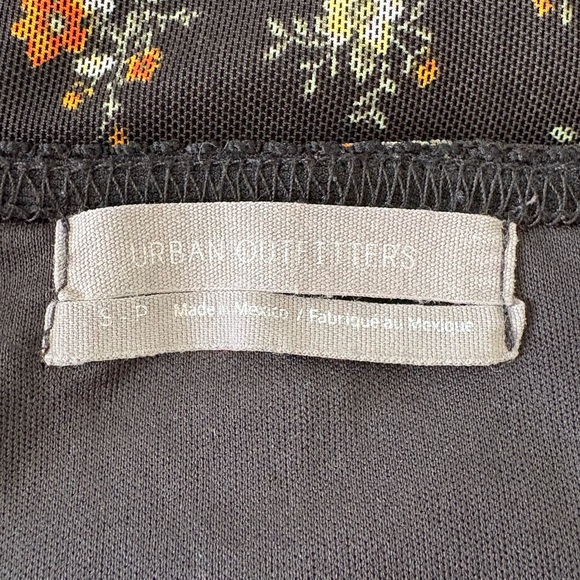 URBAN OUTFITTERS
S - P Made in Mexico / Fabriqué au Mexique